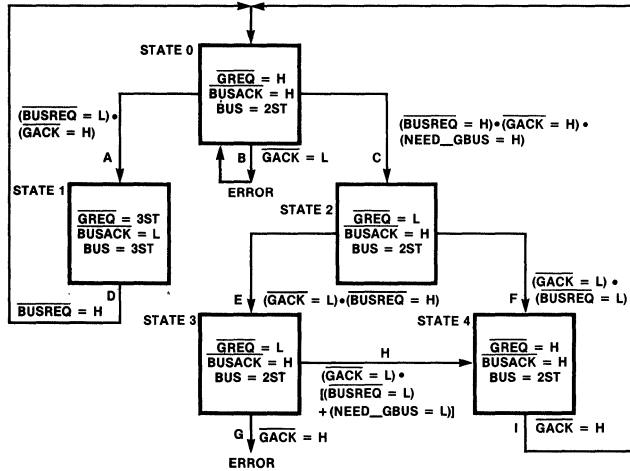 STATE 0
GREQ = H
BUSACK = H
BUS = 2ST
(BUSREQ = L)•
(GACK = H)
A
B
GACK = L
ERROR
C
(BUSREQ = H)•(GACK = H)•
(NEED__GBUS = H)
STATE 1
GREQ = 3ST
BUSACK = L
BUS = 3ST
D
BUSREQ = H
STATE 2
GREQ = L
BUSACK = H
BUS = 2ST
E
(GACK = L)•(BUSREQ = H)
F
(GACK = L)•
(BUSREQ = L)
STATE 3
GREQ = L
BUSACK = H
BUS = 2ST
H
(GACK = L)•
[(BUSREQ = L)
+(NEED__GBUS = L)]
STATE 4
GREQ = H
BUSACK = H
BUS = 2ST
G
GACK = H
ERROR
I
GACK = H